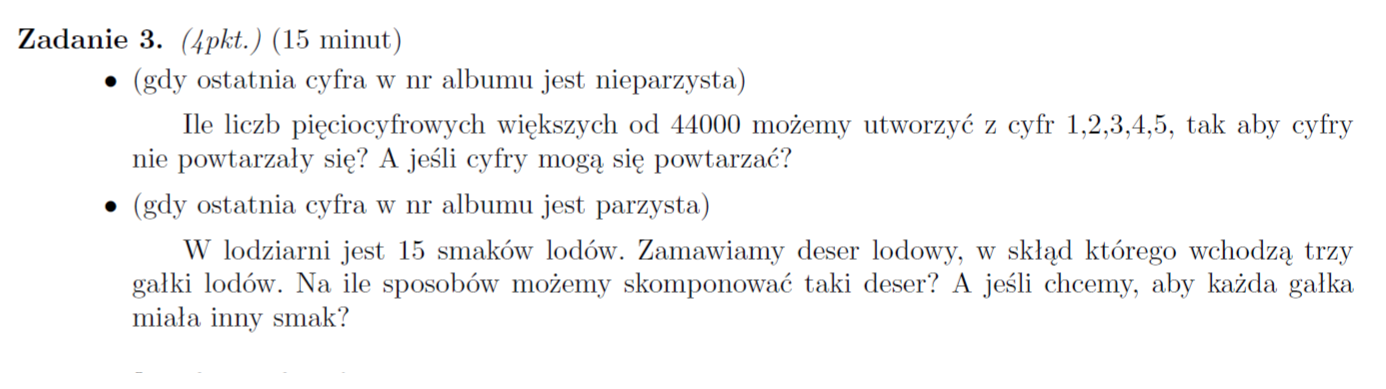 Zadanie 3. (4pkt.) (15 minut)
• (gdy ostatnia cyfra w nr albumu jest nieparzysta)
Ile liczb pięciocyfrowych większych od 44000 możemy utworzyć z cyfr 1,2,3,4,5, tak aby cyfry
nie powtarzały się? A jeśli cyfry mogą się powtarzać?
• (gdy ostatnia cyfra w nr albumu jest parzysta)
W lodziarni jest 15 smaków lodów. Zamawiamy deser lodowy, w skłąd którego wchodzą trzy
gałki lodów. Na ile sposobów możemy skomponować taki deser? A jeśli chcemy, aby każda gałka
miała inny smak?